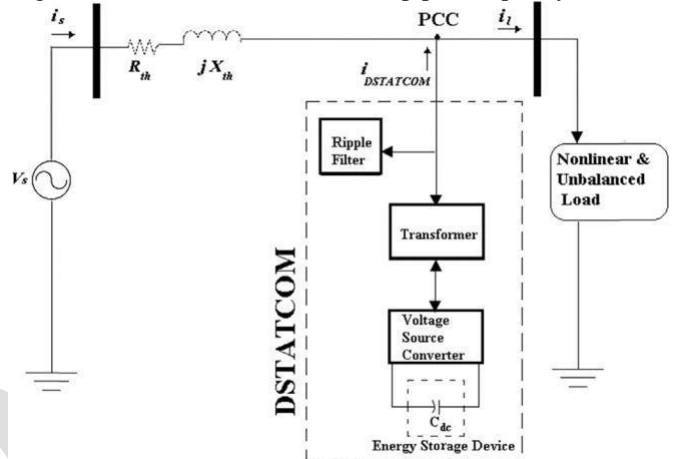 i_s
PCC
i_l
R_th
jX_th
i_DSTATCOM
Ripple
Filter
Nonlinear &
Unbalanced
Load
Vs
Transformer
DSTATCOM
Voltage
Source
Converter
C_dc
Energy Storage Device